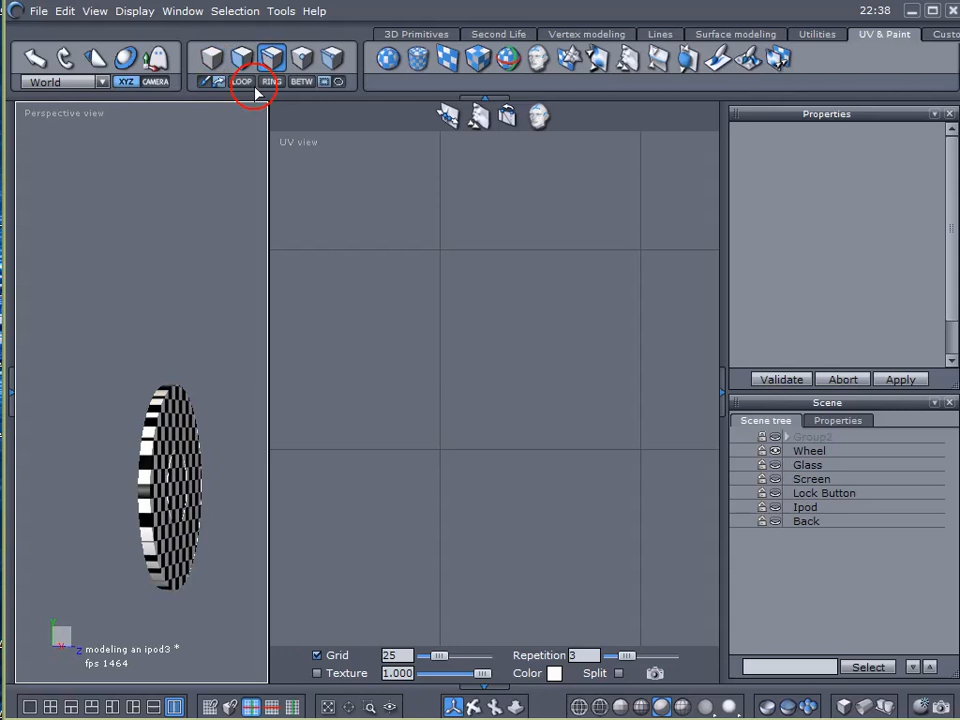 File Edit View Display Window Selection Tools Help
22:38
3D Primitives Second Life Vertex modeling Lines Surface modeling Utilities UV & Paint Custo
World XYZ CAMERA
LOOP RING BETW
Perspective view
UV view
Properties
Validate Abort Apply
Scene
Scene tree Properties
Group2
Wheel
Glass
Screen
Lock Button
Ipod
Back
Y
X
Z
modeling an ipod3 *
fps 1464
Grid 25 Repetition 3
Texture 1.000 Color Split
Select